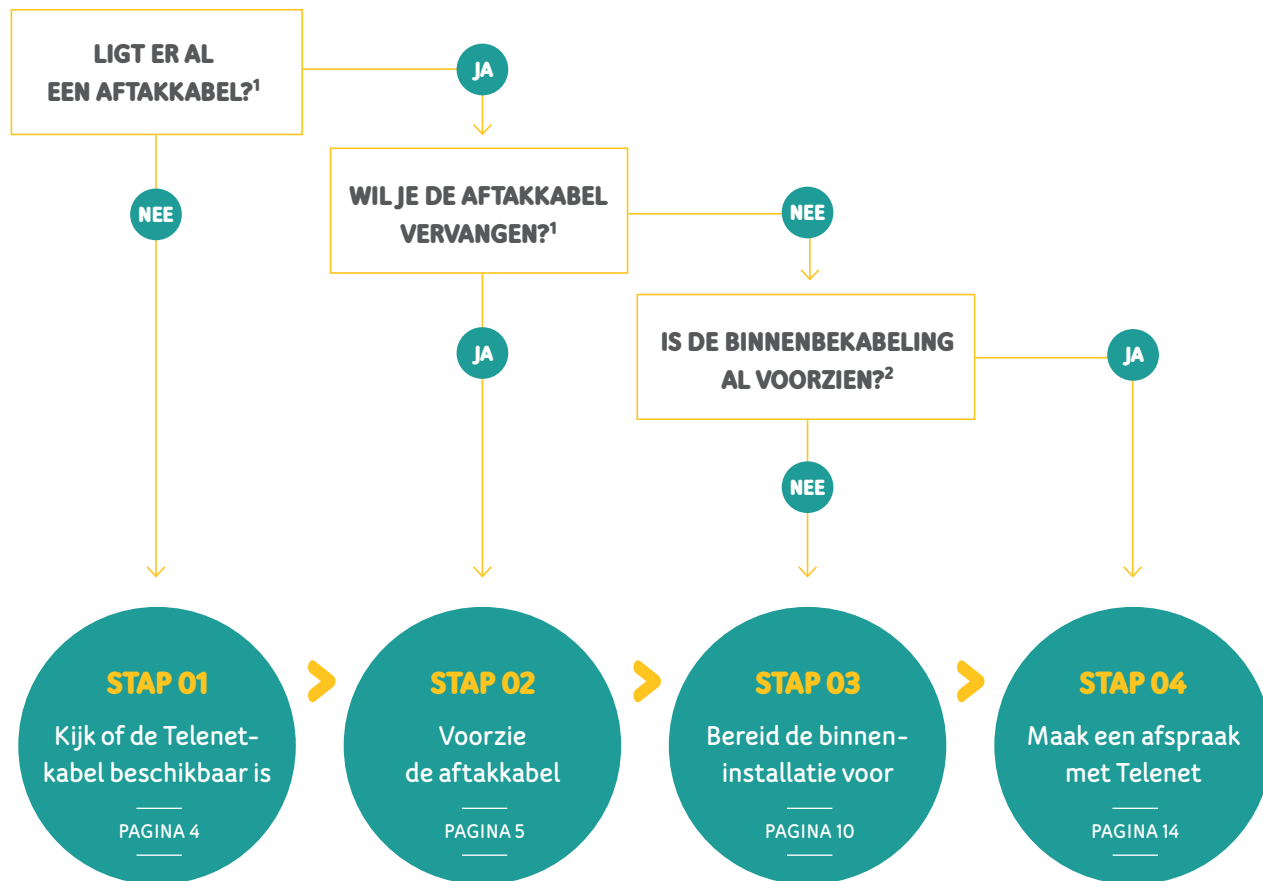 LIGT ER AL
EEN AFTAKKABEL?¹
JA
NEE
WIL JE DE AFTAKKABEL
VERVANGEN?¹
NEE
JA
IS DE BINNENBEKABELING
AL VOORZIEN?²
JA
NEE
STAP 01
Kijk of de Telenet-
kabel beschikbaar is
PAGINA 4
>
STAP 02
Voorzie
de aftakkabel
PAGINA 5
>
STAP 03
Bereid de binnen-
installatie voor
PAGINA 10
>
STAP 04
Maak een afspraak
met Telenet
PAGINA 14